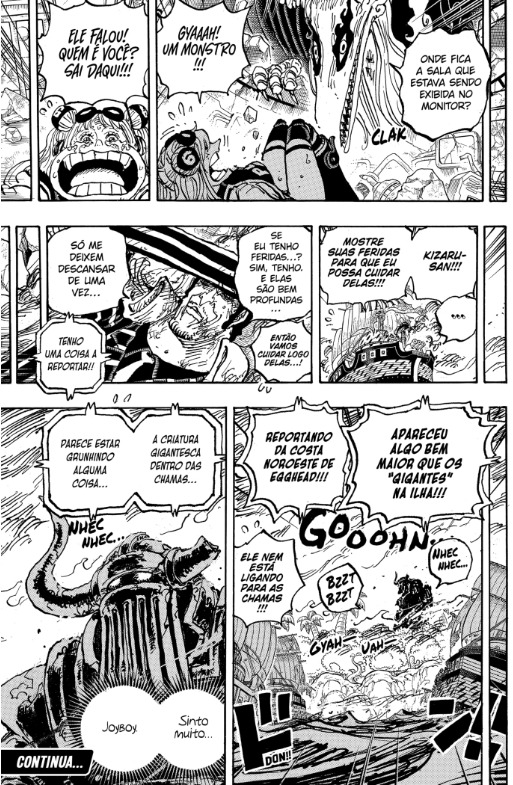 ONDE FICA
A SALA QUE
ESTAVA SENDO
EXIBIDA NO
MONITOR?
CLAK
GYAAAH!
UM MONSTRO
!!!
ELE FALOU!
QUEM É VOCÊ?
SAI DAQUI!!!
KIZARU-
SAN!!!
MOSTRE
SUAS FERIDAS
PARA QUE EU
POSSA CUIDAR
DELAS!!!
...
SE
EU TENHO
FERIDAS...?
SIM, TENHO.
E ELAS
SÃO BEM
PROFUNDAS
...
ENTÃO
VAMOS
CUIDAR LOGO
DELAS...!
SÓ ME
DEIXEM
DESCANSAR
DE UMA
VEZ...
TENHO
UMA COISA A
REPORTAR!!
APARECEU
ALGO BEM
MAIOR QUE OS
"GIGANTES"
NA ILHA!!!
REPORTANDO
DA COSTA
NOROESTE DE
EGGHEAD!!!
GOOOHN...
NHEC
NHEC...
BZZT
BZZT
ELE NEM
ESTÁ
LIGANDO
PARA AS
CHAMAS
!!!
GYAH
UAH
ドン
DON!!
A CRIATURA
GIGANTESCA
DENTRO DAS
CHAMAS...
PARECE ESTAR
GRUNHINDO
ALGUMA
COISA...
NHEC
NHEC...
Sinto
muito...
Joyboy.
CONTINUA...